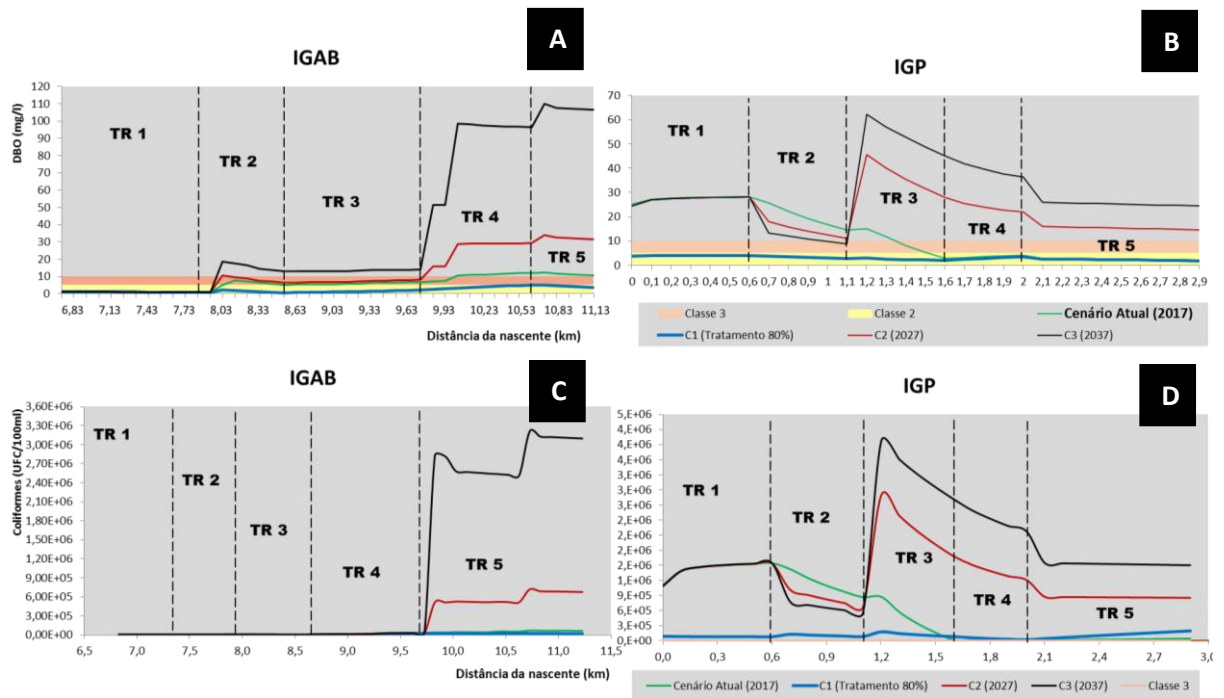 A
IGAB
DBO (mg/l)
120
110
100
90
80
70
60
50
40
30
20
10
0
TR 1
TR 2
TR 3
TR 4
TR 5
6,83 7,13 7,43 7,73 8,03 8,33 8,63 9,03 9,33 9,63 9,93 10,23 10,53 10,83 11,13
Distância da nascente (km)
B
IGP
70
60
50
40
30
20
10
0
TR 1
TR 2
TR 3
TR 4
TR 5
0 0,1 0,2 0,3 0,4 0,5 0,6 0,6 0,7 0,8 0,9 1 1,1 1,1 1,2 1,3 1,4 1,5 1,6 1,6 1,7 1,8 1,9 2 2 2,1 2,2 2,3 2,4 2,5 2,6 2,7 2,8 2,9
Classe 3 Classe 2 Cenário Atual (2017)
C1 (Tratamento 80%) C2 (2027) C3 (2037)
C
IGAB
Coliformes (UFC/100ml)
3,60E+06
3,30E+06
3,00E+06
2,70E+06
2,40E+06
2,10E+06
1,80E+06
1,50E+06
1,20E+06
9,00E+05
6,00E+05
3,00E+05
0,00E+00
TR 1
TR 2
TR 3
TR 4
TR 5
6,5 7,0 7,5 8,0 8,5 9,0 9,5 10,0 10,5 11,0 11,5
Distância da nascente (km)
D
IGP
5,E+06
4,E+06
4,E+06
4,E+06
3,E+06
3,E+06
3,E+06
2,E+06
2,E+06
2,E+06
1,E+06
9,E+05
6,E+05
3,E+05
0,E+00
TR 1
TR 2
TR 3
TR 4
TR 5
0,0 0,3 0,6 0,9 1,2 1,5 1,8 2,1 2,4 2,7 3,0
Cenário Atual (2017) C1 (Tratamento 80%) C2 (2027) C3 (2037) Classe 3